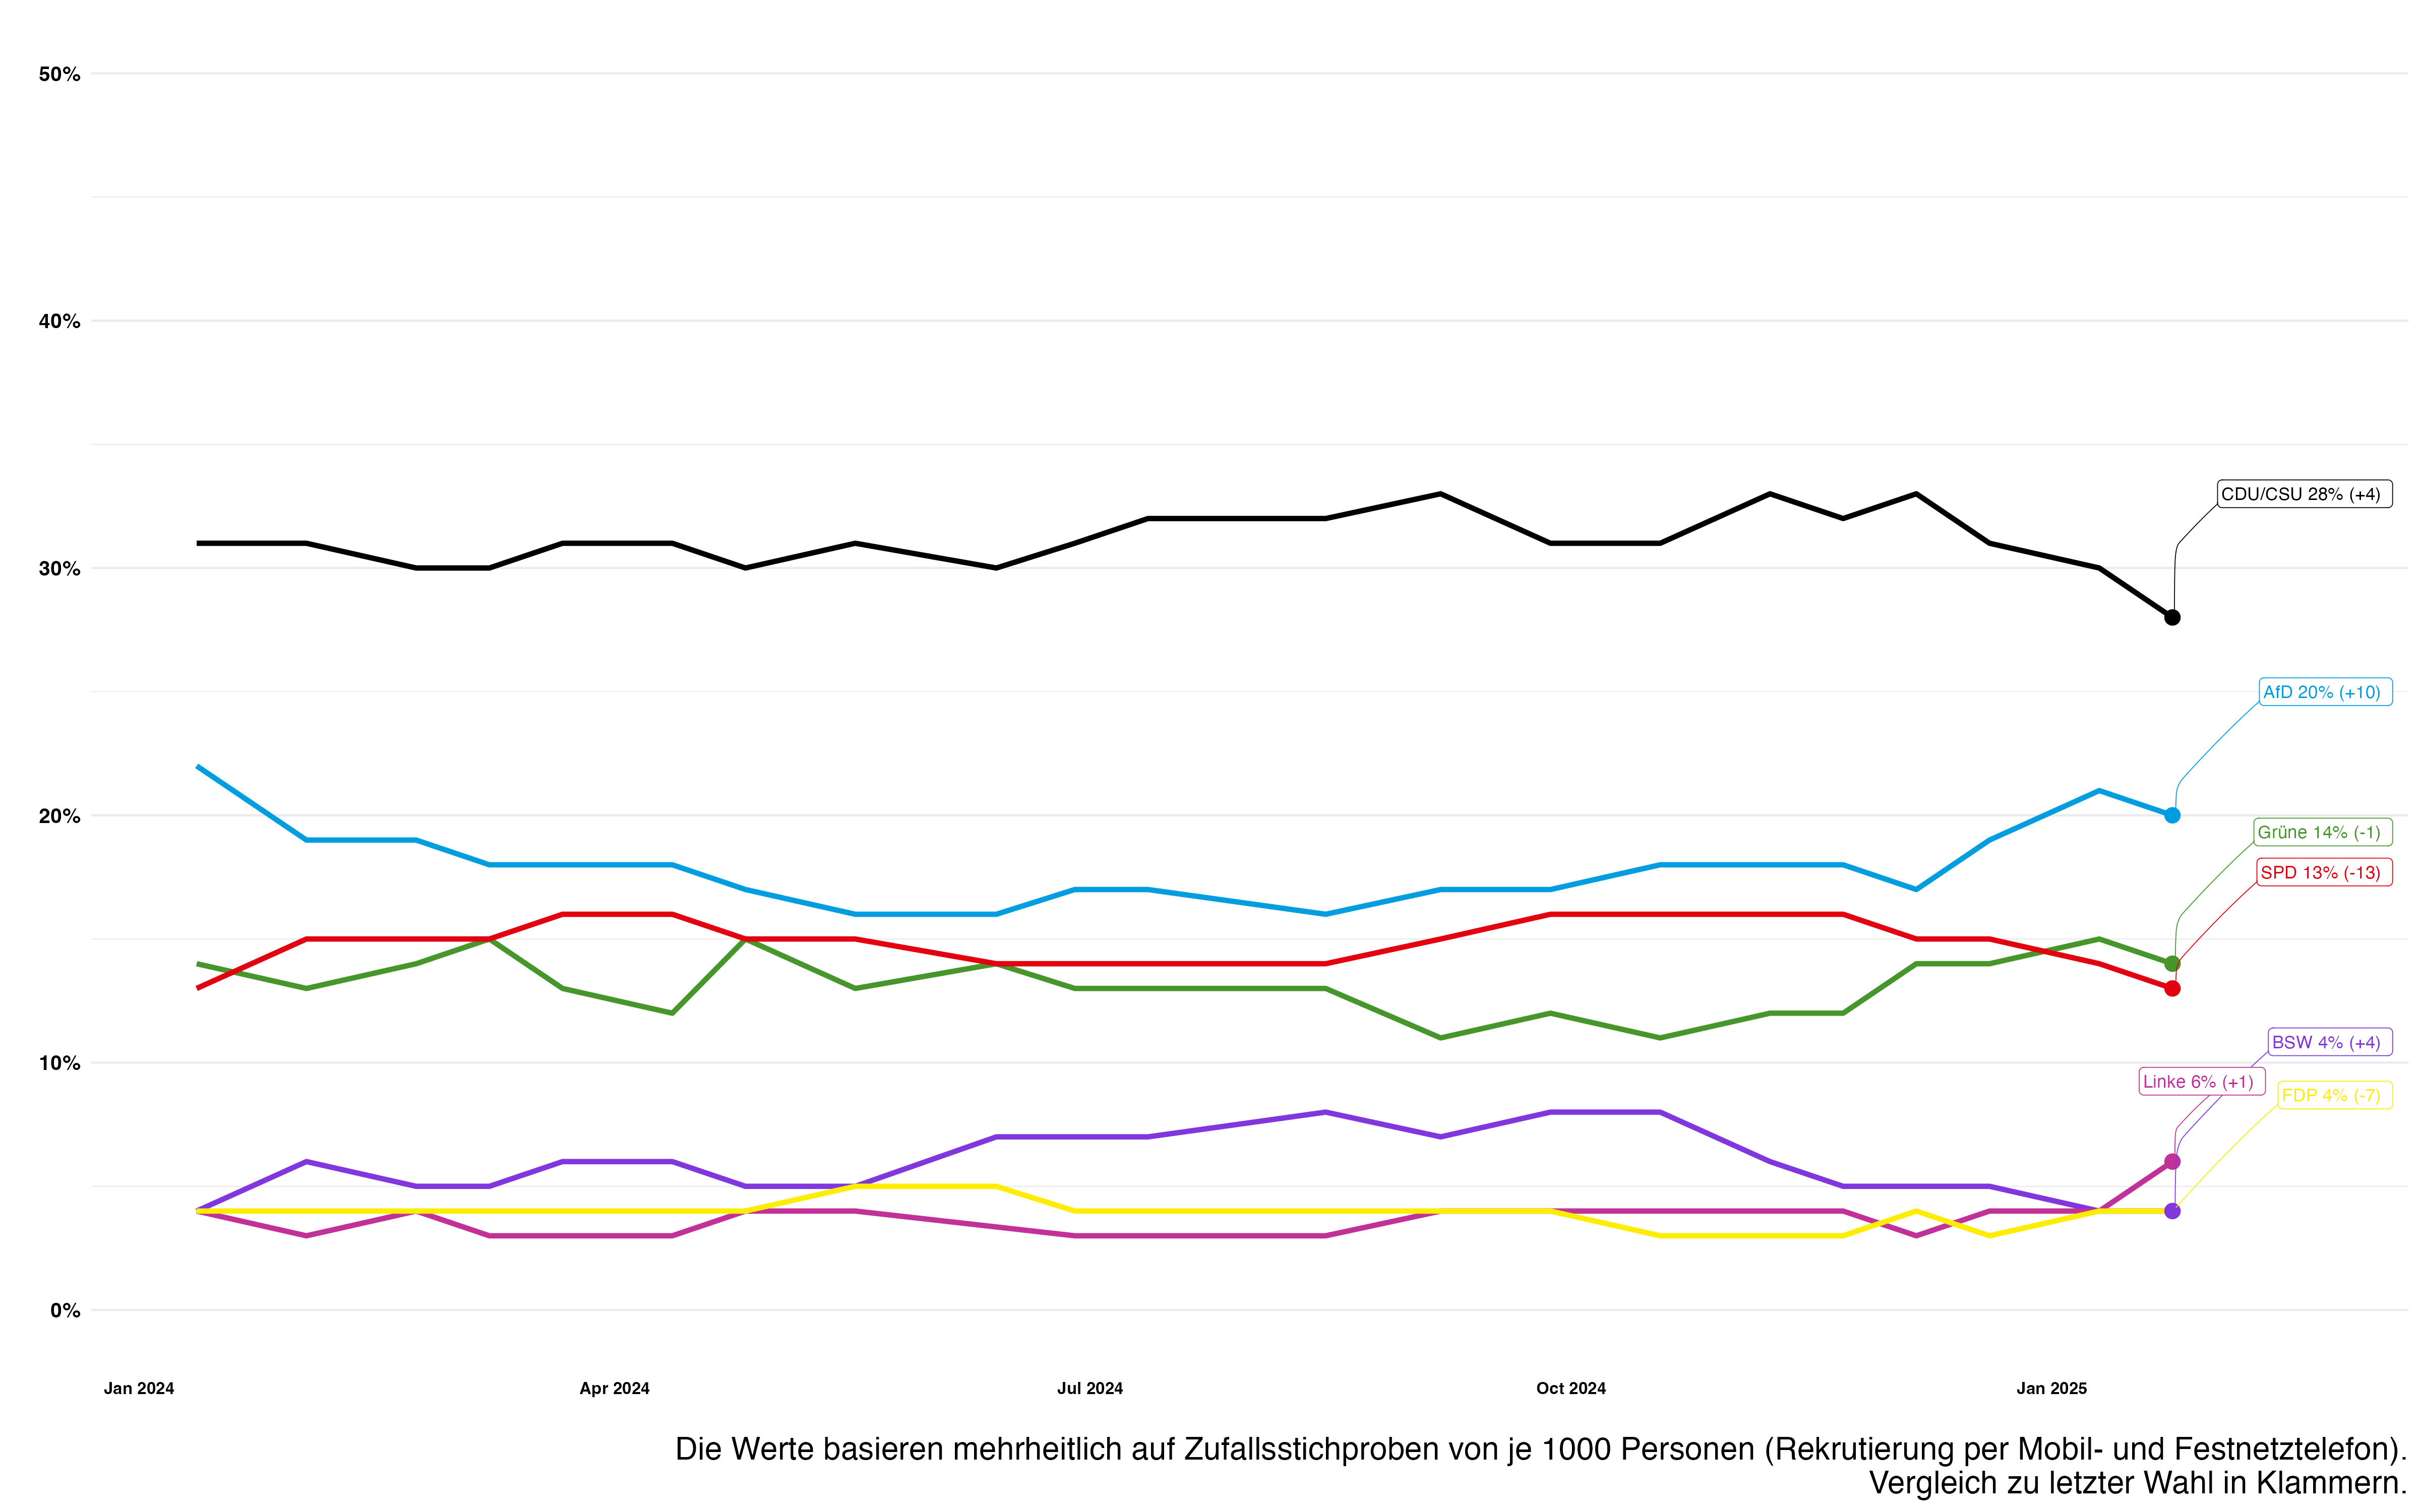 50%
40%
30%
20%
10%
0%
CDU/CSU 28% (+4)
AfD 20% (+10)
Grüne 14% (-1)
SPD 13% (-13)
BSW 4% (+4)
Linke 6% (+1)
FDP 4% (-7)
Jan 2024
Apr 2024
Jul 2024
Oct 2024
Jan 2025
Die Werte basieren mehrheitlich auf Zufallsstichproben von je 1000 Personen (Rekrutierung per Mobil- und Festnetztelefon).
Vergleich zu letzter Wahl in Klammern.